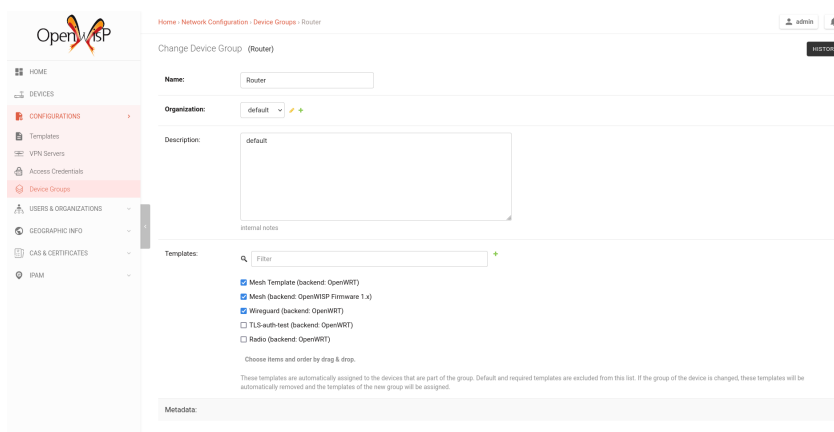 OpenWISP
Home › Network Configuration › Device Groups › Router
admin
Change Device Group (Router)
HISTOR
HOME
DEVICES
CONFIGURATIONS
Templates
VPN Servers
Access Credentials
Device Groups
USERS & ORGANIZATIONS
GEOGRAPHIC INFO
CAS & CERTIFICATES
IPAM
Name:
Router
Organization:
default
Description:
default
internal notes
Templates:
Filter
Mesh Template (backend: OpenWRT)
Mesh (backend: OpenWISP Firmware 1.x)
Wireguard (backend: OpenWRT)
TLS-auth-test (backend: OpenWRT)
Radio (backend: OpenWRT)
Choose items and order by drag & drop.
These templates are automatically assigned to the devices that are part of the group. Default and required templates are excluded from this list. If the group of the device is changed, these templates will be
automatically removed and the templates of the new group will be assigned.
Metadata: